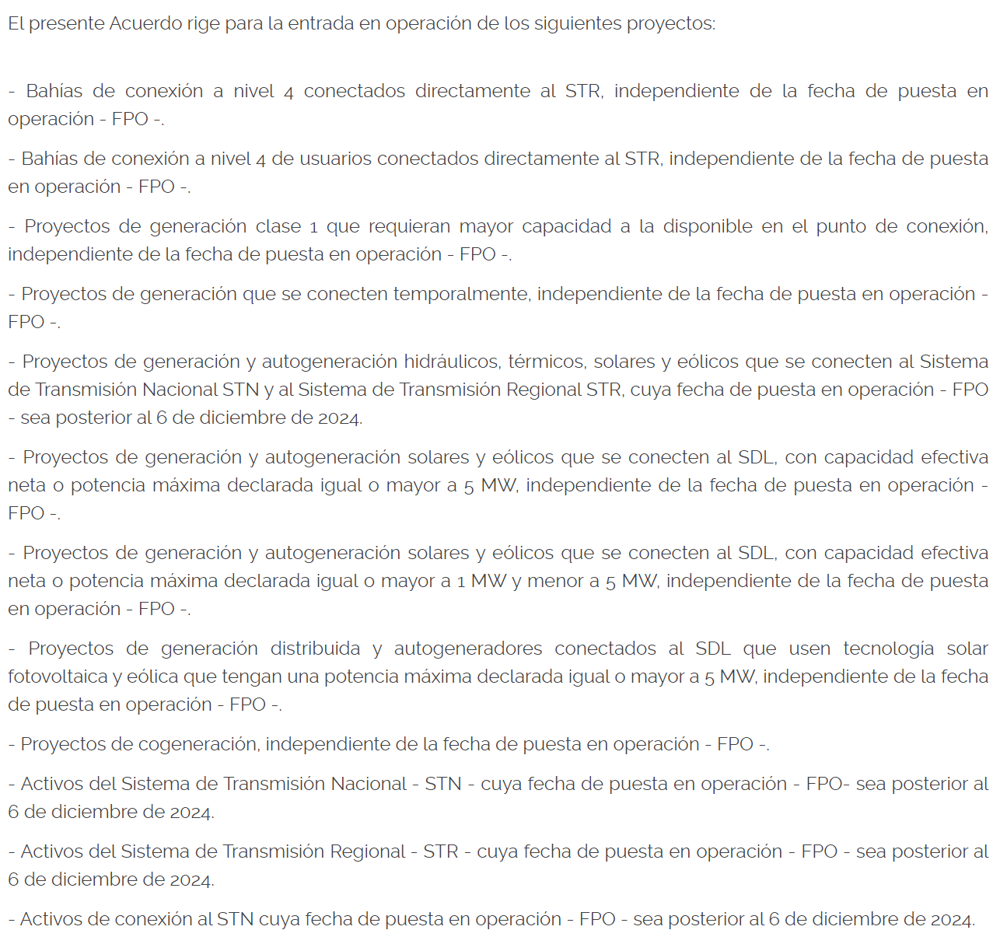 El presente Acuerdo rige para la entrada en operación de los siguientes proyectos:
- Bahías de conexión a nivel 4 conectados directamente al STR, independiente de la fecha de puesta en
operación - FPO -.
- Bahías de conexión a nivel 4 de usuarios conectados directamente al STR, independiente de la fecha de puesta
en operación - FPO -.
- Proyectos de generación clase 1 que requieran mayor capacidad a la disponible en el punto de conexión,
independiente de la fecha de puesta en operación - FPO -.
- Proyectos de generación que se conecten temporalmente, independiente de la fecha de puesta en operación -
FPO -.
- Proyectos de generación y autogeneración hidráulicos, térmicos, solares y eólicos que se conecten al Sistema
de Transmisión Nacional STN y al Sistema de Transmisión Regional STR, cuya fecha de puesta en operación - FPO
- sea posterior al 6 de diciembre de 2024.
- Proyectos de generación y autogeneración solares y eólicos que se conecten al SDL, con capacidad efectiva
neta o potencia máxima declarada igual o mayor a 5 MW, independiente de la fecha de puesta en operación -
FPO -.
- Proyectos de generación y autogeneración solares y eólicos que se conecten al SDL, con capacidad efectiva
neta o potencia máxima declarada igual o mayor a 1 MW y menor a 5 MW, independiente de la fecha de puesta
en operación - FPO -.
- Proyectos de generación distribuida y autogeneradores conectados al SDL que usen tecnología solar
fotovoltaica y eólica que tengan una potencia máxima declarada igual o mayor a 5 MW, independiente de la fecha
de puesta en operación - FPO -.
- Proyectos de cogeneración, independiente de la fecha de puesta en operación - FPO -.
- Activos del Sistema de Transmisión Nacional - STN - cuya fecha de puesta en operación - FPO- sea posterior al
6 de diciembre de 2024.
- Activos del Sistema de Transmisión Regional - STR - cuya fecha de puesta en operación - FPO - sea posterior al
6 de diciembre de 2024.
- Activos de conexión al STN cuya fecha de puesta en operación - FPO - sea posterior al 6 de diciembre de 2024.